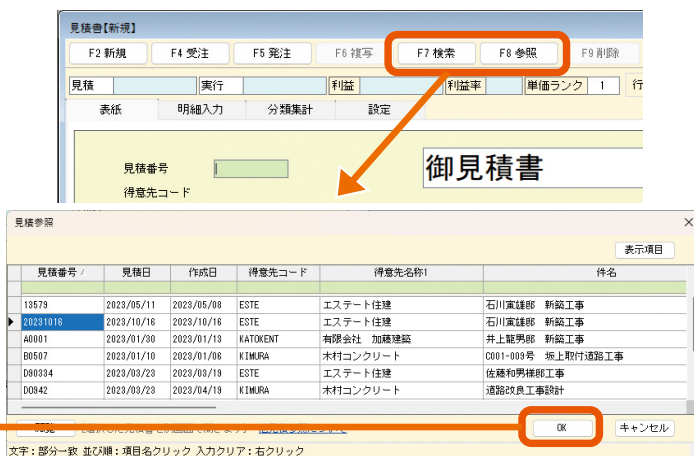 見積書【新規】
F2 新規 F4 受注 F5 発注 F6 複写 F7 検索 F8 参照 F9 削除
見積 実行 利益 利益率 単価ランク 1 行
表紙 明細入力 分類集計 設定
見積番号 御見積書
得意先コード
見積参照 ×
表示項目
見積番号 見積日 作成日 得意先コード 得意先名称1 件名
13579 2023/05/11 2023/05/08 ESTE エステート住建 石川寛雄邸 新築工事
20231016 2023/10/16 2023/10/16 ESTE エステート住建 石川寛雄邸 新築工事
A0001 2023/01/30 2023/01/13 KATOKENT 有限会社 加藤建築 井上龍男邸 新築工事
B0507 2023/01/10 2023/01/06 KIMURA 木村コンクリート C001-009号 坂上取付道路工事
D90334 2023/03/23 2023/03/19 ESTE エステート住建 佐藤和男様邸工事
D0942 2023/03/23 2023/04/19 KIMURA 木村コンクリート 道路改良工事設計
OK キャンセル
文字：部分一致 並び順：項目名クリック 入力クリア：右クリック